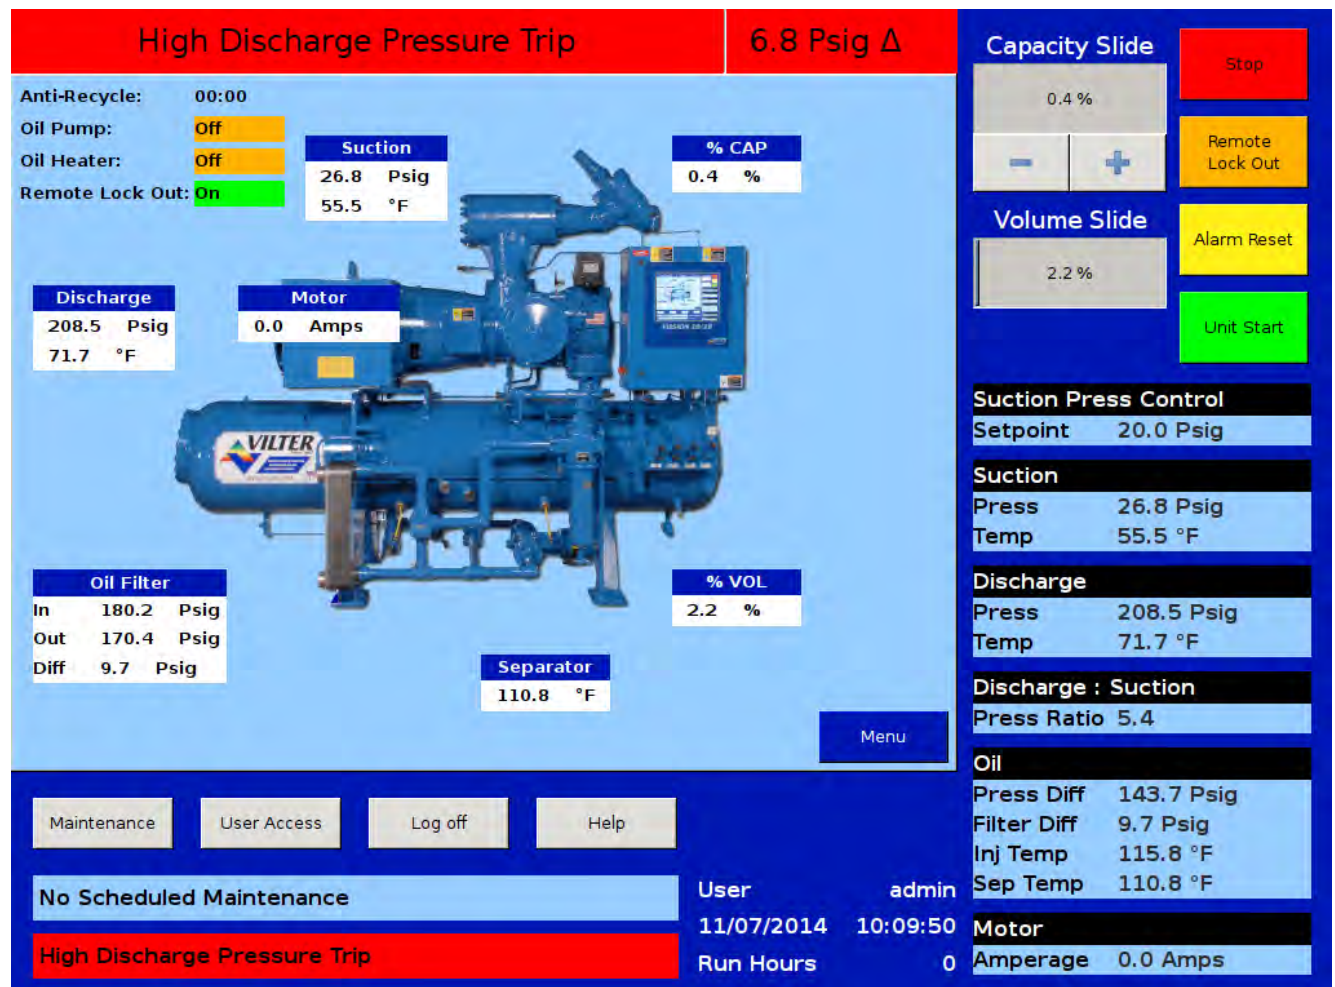 High Discharge Pressure Trip
6.8 Psig Δ
Anti-Recycle: 00:00
Oil Pump: Off
Oil Heater: Off
Remote Lock Out: On
Suction
26.8 Psig
55.5 °F
% CAP
0.4 %
Discharge
208.5 Psig
71.7 °F
Motor
0.0 Amps
VILTER
Oil Filter
In 180.2 Psig
Out 170.4 Psig
Diff 9.7 Psig
% VOL
2.2 %
Separator
110.8 °F
Menu
Maintenance
User Access
Log off
Help
No Scheduled Maintenance
High Discharge Pressure Trip
User admin
11/07/2014 10:09:50
Run Hours 0
Capacity Slide
0.4 %
Volume Slide
2.2 %
Stop
Remote
Lock Out
Alarm Reset
Unit Start
Suction Press Control
Setpoint 20.0 Psig
Suction
Press 26.8 Psig
Temp 55.5 °F
Discharge
Press 208.5 Psig
Temp 71.7 °F
Discharge : Suction
Press Ratio 5.4
Oil
Press Diff 143.7 Psig
Filter Diff 9.7 Psig
Inj Temp 115.8 °F
Sep Temp 110.8 °F
Motor
Amperage 0.0 Amps